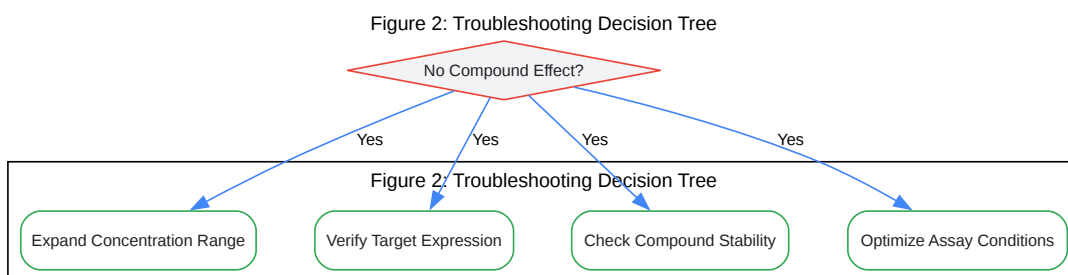 Figure 2: Troubleshooting Decision Tree
No Compound Effect?
Yes
Yes
Yes
Yes
Figure 2: Troubleshooting Decision Tree
Expand Concentration Range
Verify Target Expression
Check Compound Stability
Optimize Assay Conditions